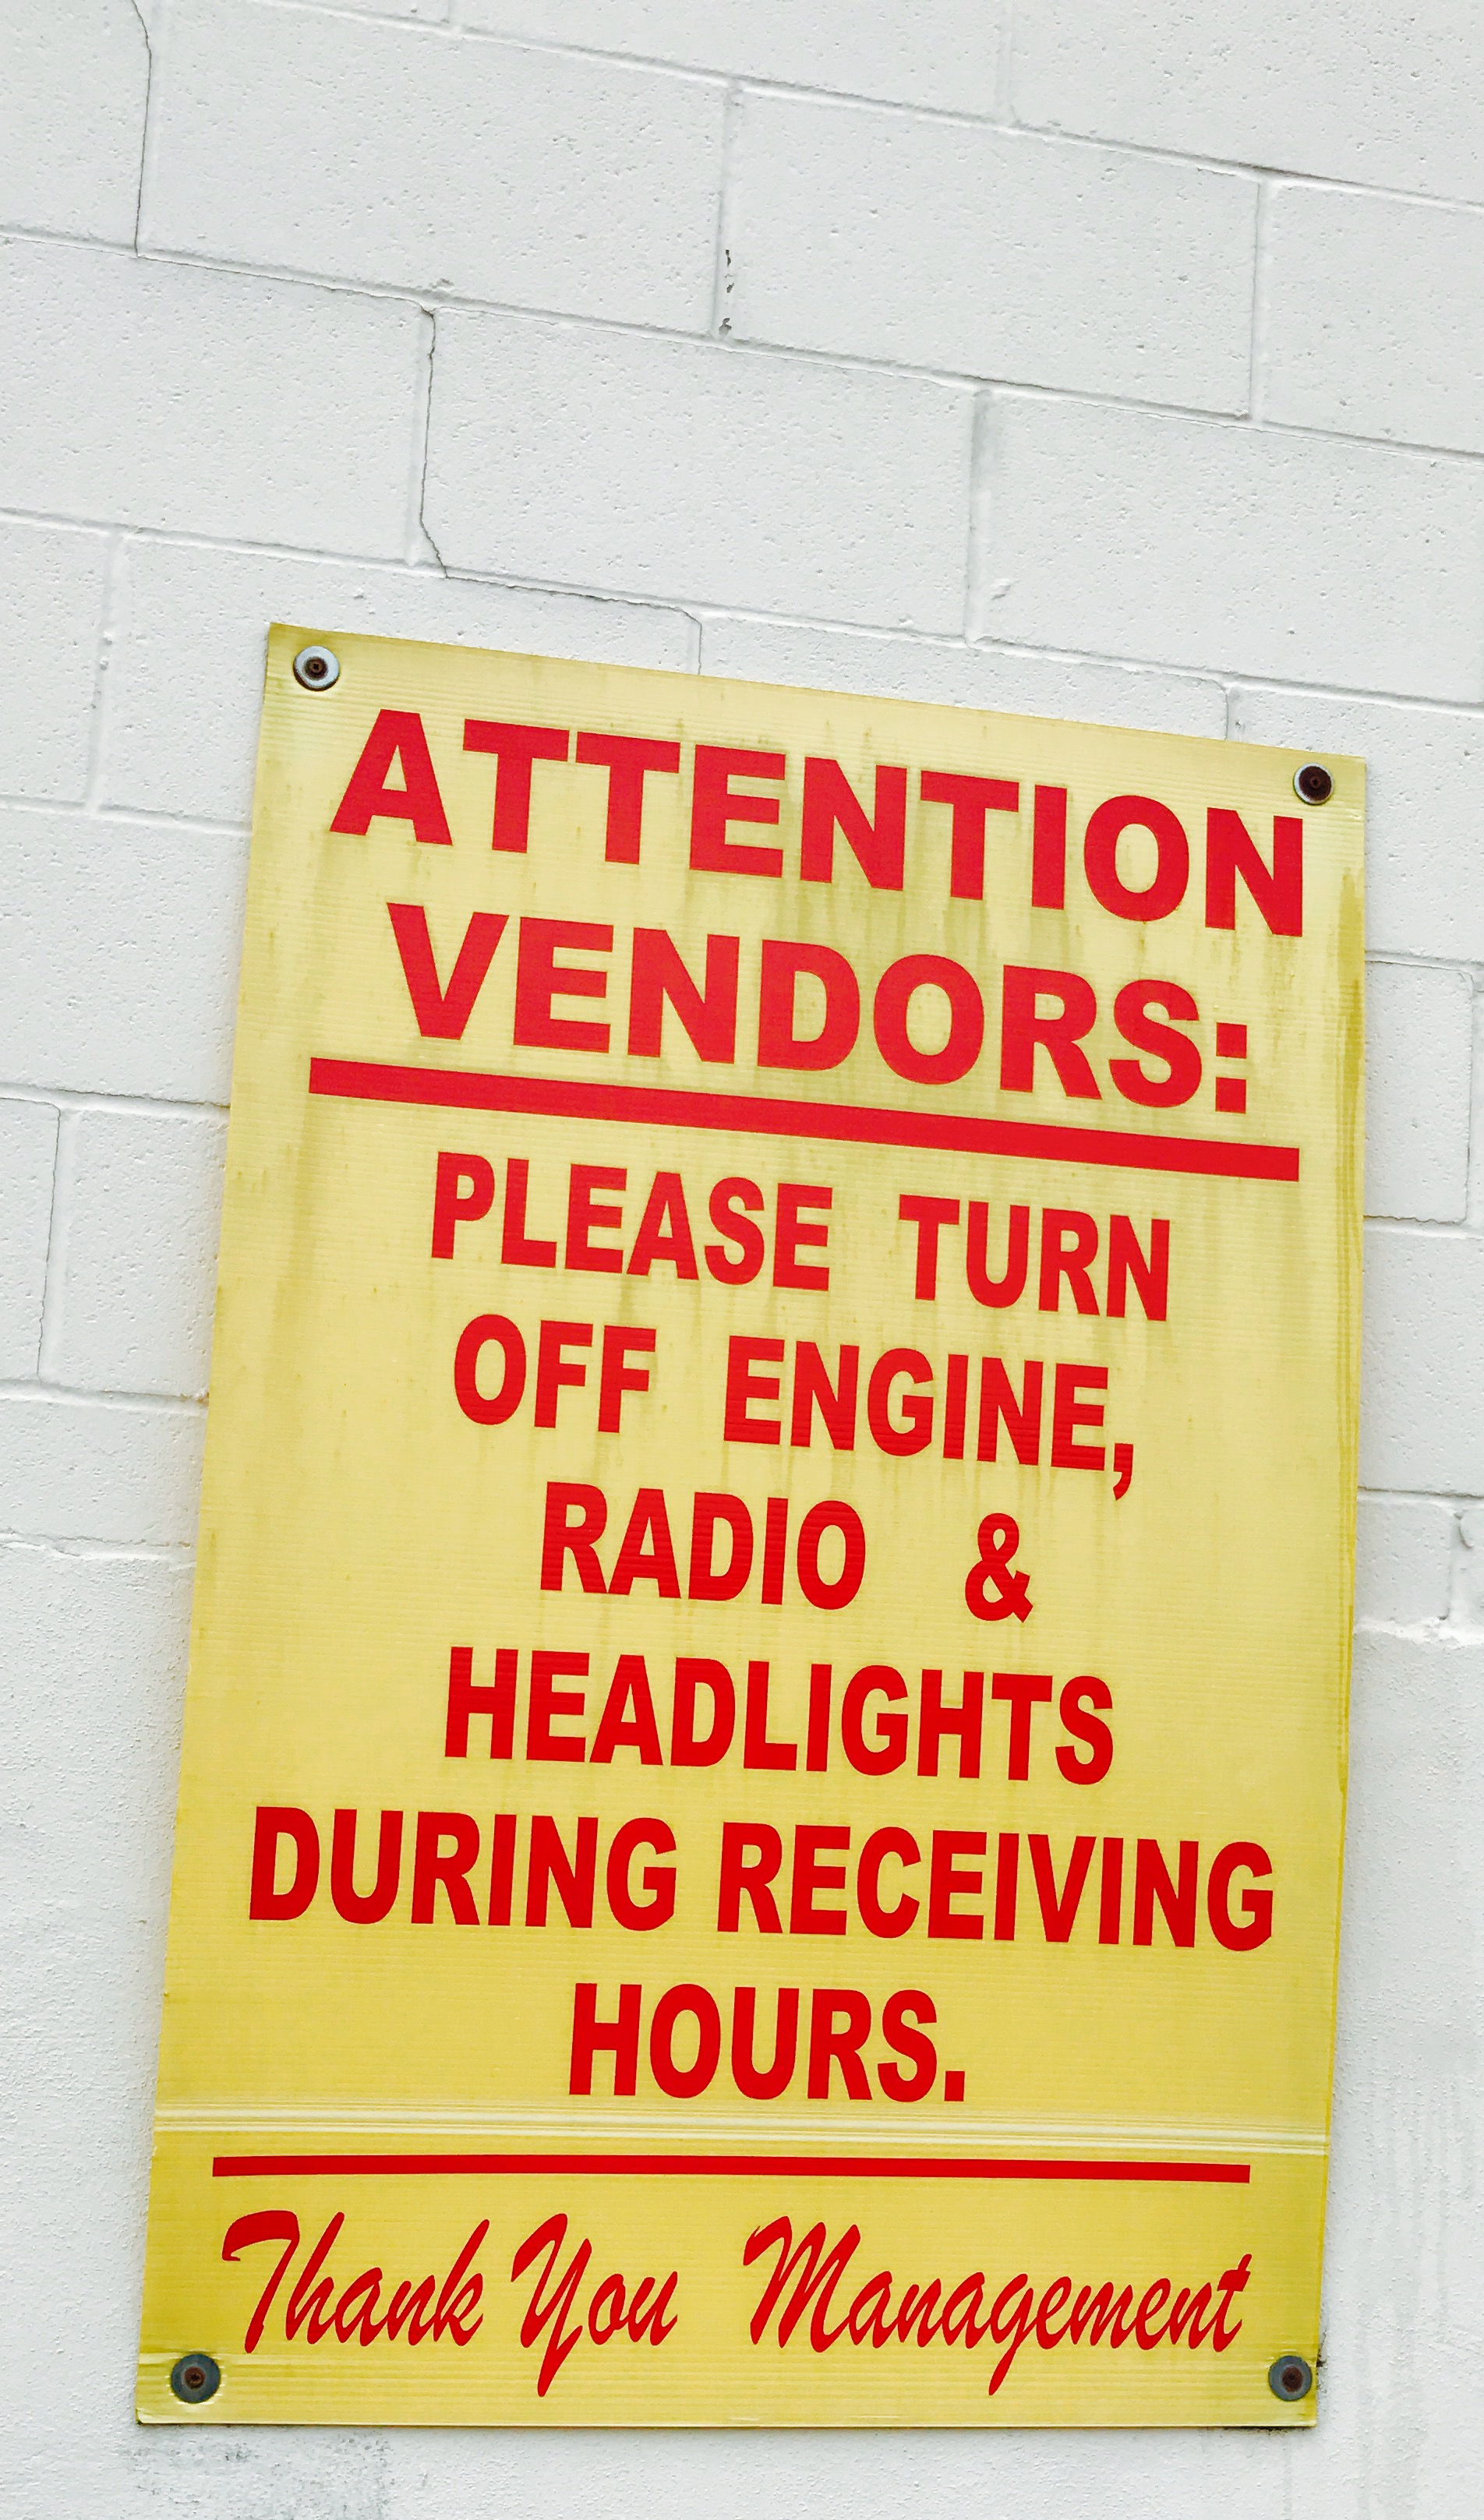 ATTENTION
VENDORS:
PLEASE TURN
OFF ENGINE,
RADIO &
HEADLIGHTS
DURING RECEIVING
HOURS.
Thank You Management